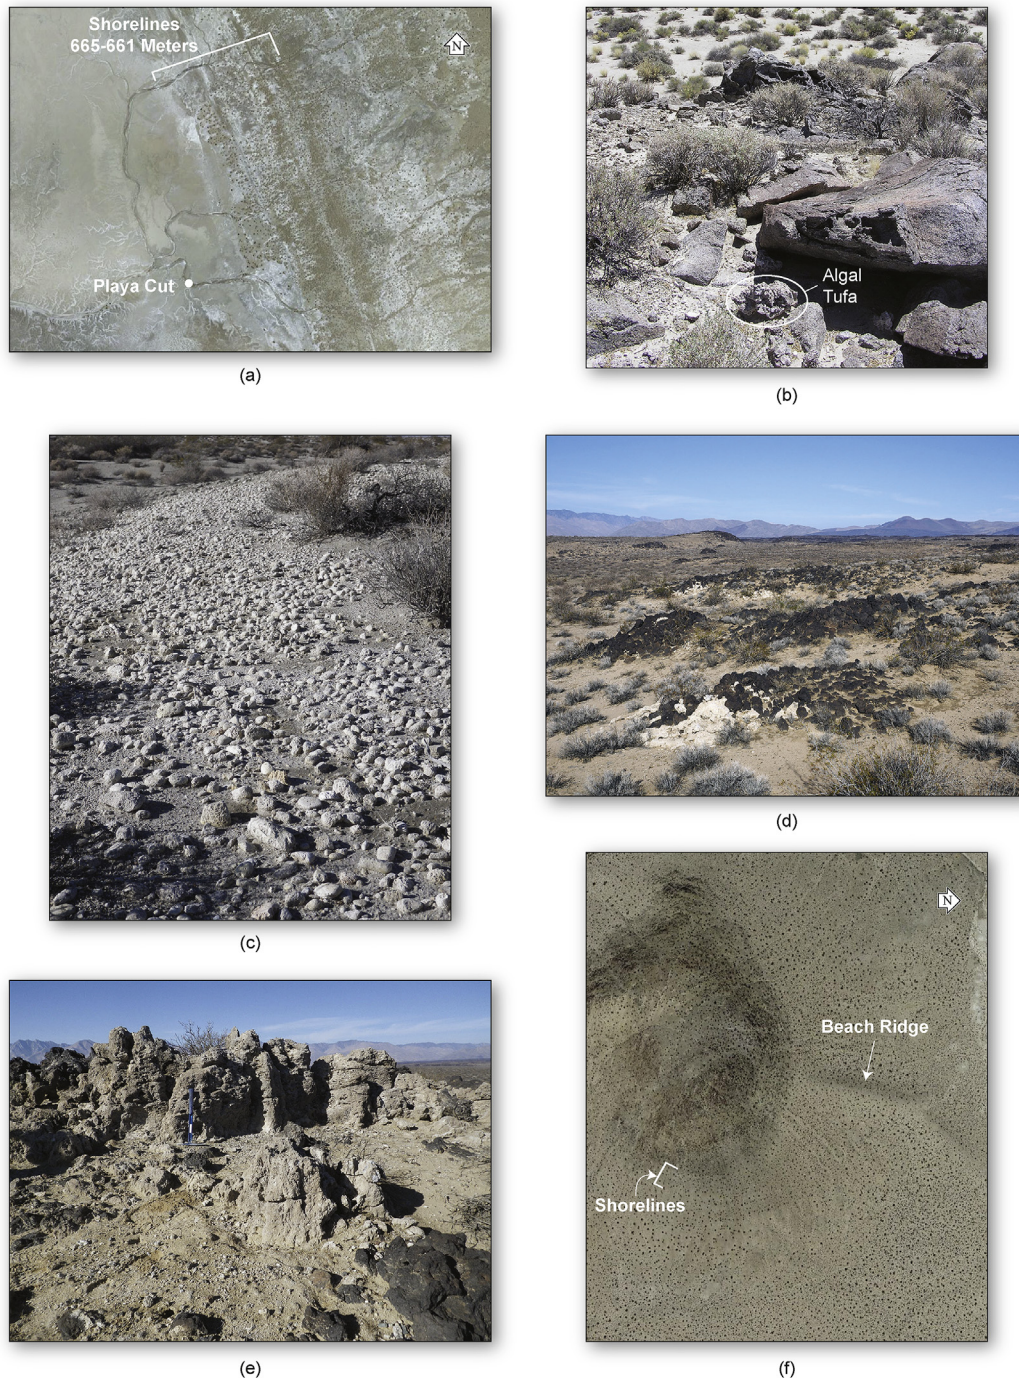 Shorelines
665-661 Meters
N
Playa Cut
(a)
Algal
Tufa
(b)
(c)
(d)
(e)
N
Beach Ridge
Shorelines
(f)